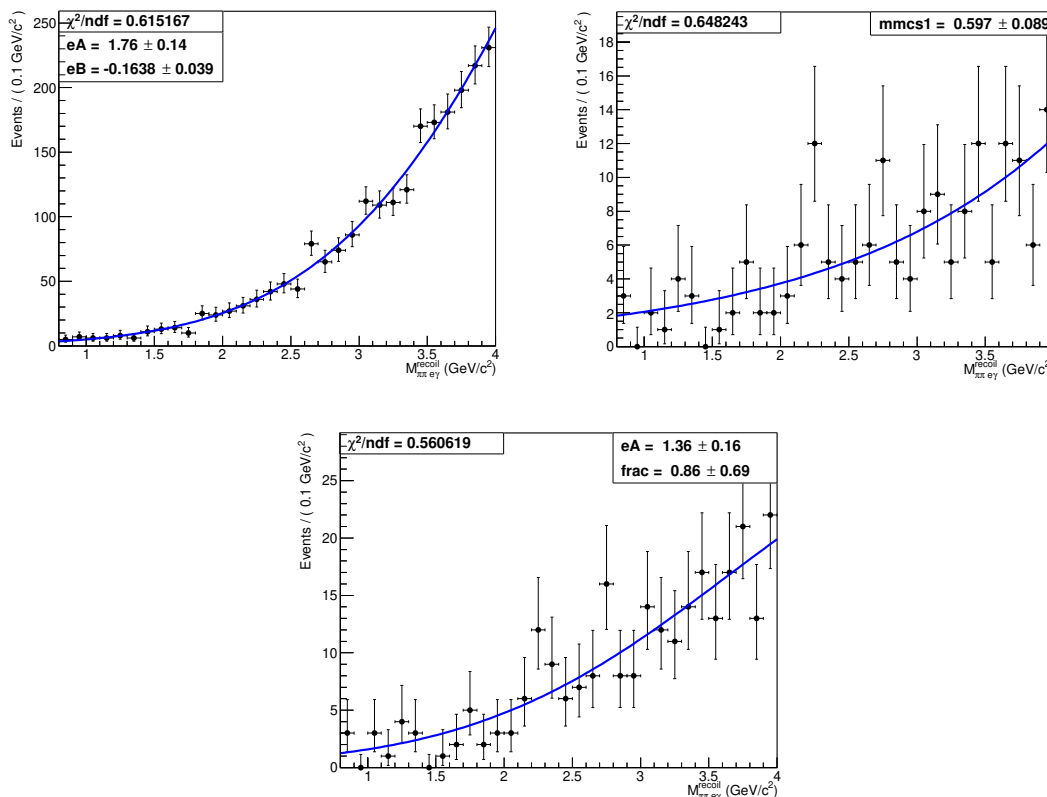 χ²/ndf = 0.615167
eA = 1.76 ± 0.14
eB = -0.1638 ± 0.039
Events / ( 0.1 GeV/c² )
250
200
150
100
50
0
1 1.5 2 2.5 3 3.5 4
M^recoil_ππ eγ (GeV/c²)
χ²/ndf = 0.648243
mmcs1 = 0.597 ± 0.089
Events / ( 0.1 GeV/c² )
18
16
14
12
10
8
6
4
2
0
1 1.5 2 2.5 3 3.5
M^recoil_ππ eγ (GeV/c²
χ²/ndf = 0.560619
eA = 1.36 ± 0.16
frac = 0.86 ± 0.69
Events / ( 0.1 GeV/c² )
25
20
15
10
5
0
1 1.5 2 2.5 3 3.5 4
M^recoil_ππ eγ (GeV/c²)